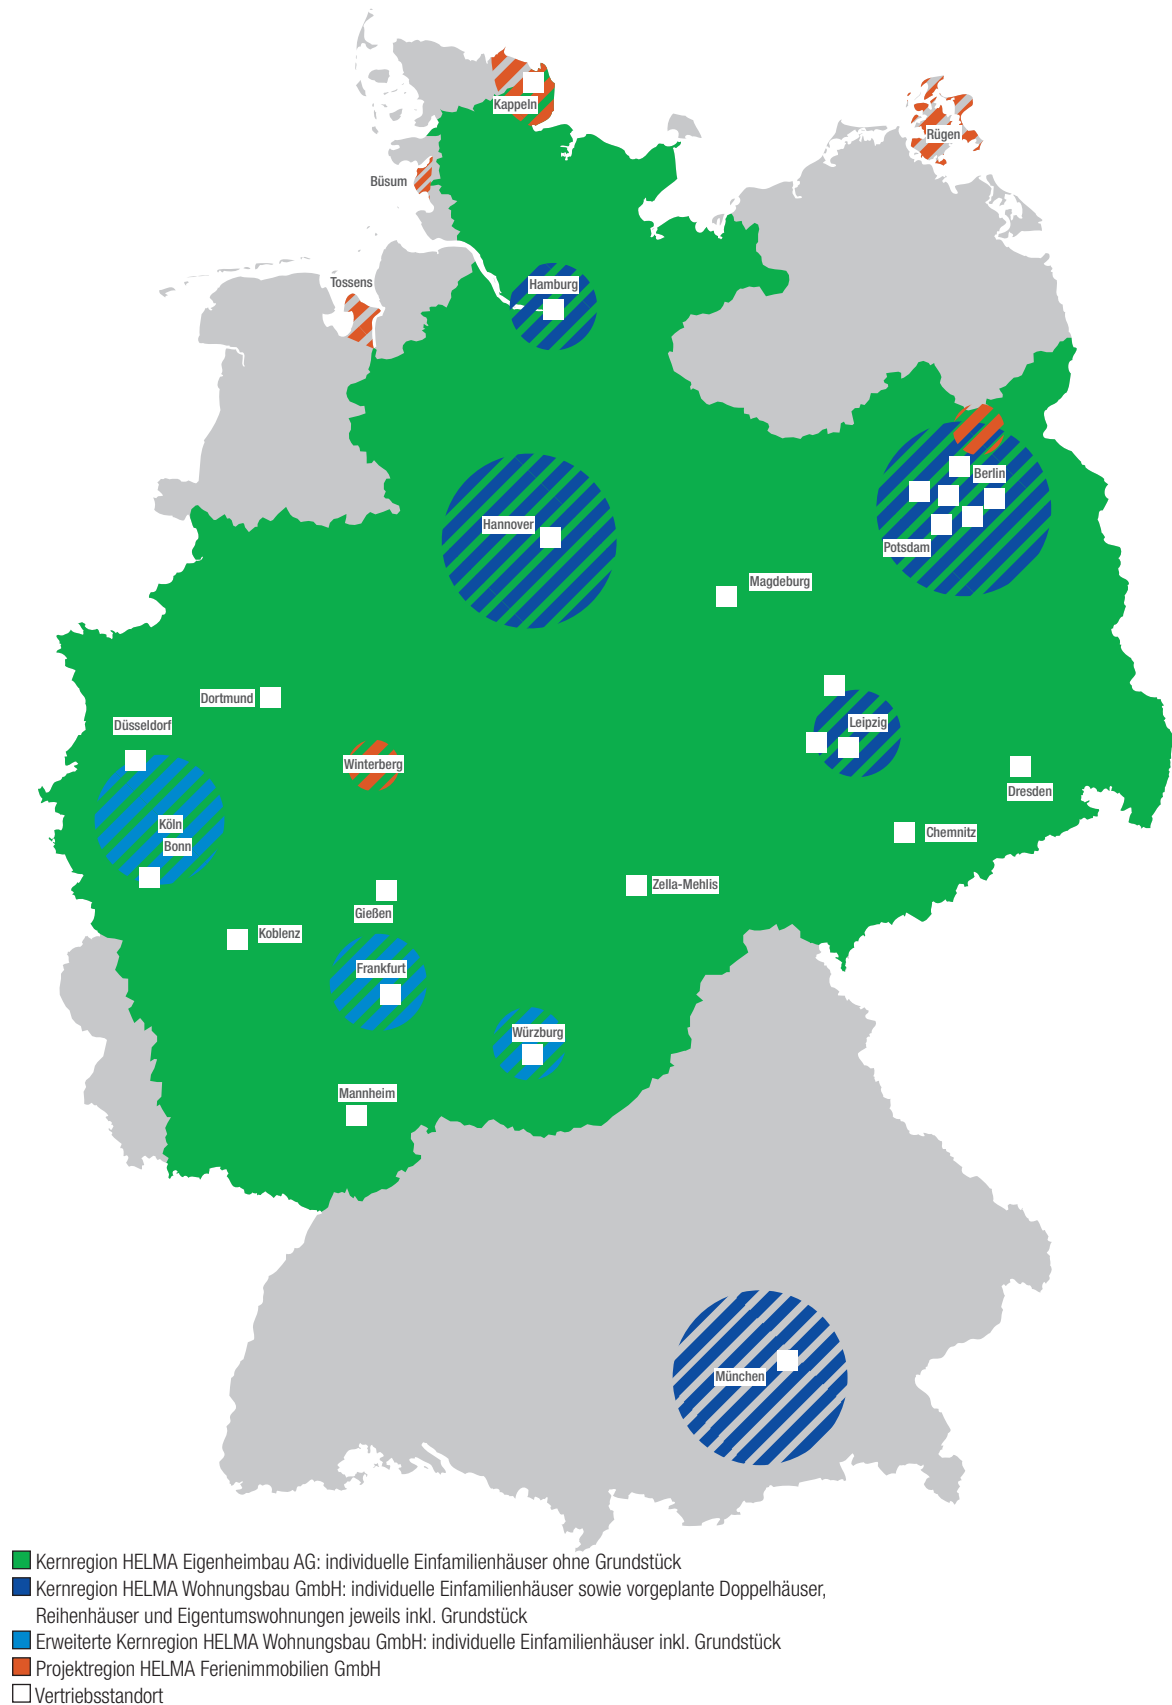 Kappeln
Rügen
Büsum
Tossens
Hamburg
Berlin
Hannover
Potsdam
Magdeburg
Dortmund
Düsseldorf
Leipzig
Winterberg
Dresden
Köln
Chemnitz
Bonn
Zella-Mehlis
Gießen
Koblenz
Frankfurt
Würzburg
Mannheim
München
Kernregion HELMA Eigenheimbau AG: individuelle Einfamilienhäuser ohne Grundstück
Kernregion HELMA Wohnungsbau GmbH: individuelle Einfamilienhäuser sowie vorgeplante Doppelhäuser,
Reihenhäuser und Eigentumswohnungen jeweils inkl. Grundstück
Erweiterte Kernregion HELMA Wohnungsbau GmbH: individuelle Einfamilienhäuser inkl. Grundstück
Projektregion HELMA Ferienimmobilien GmbH
Vertriebsstandort